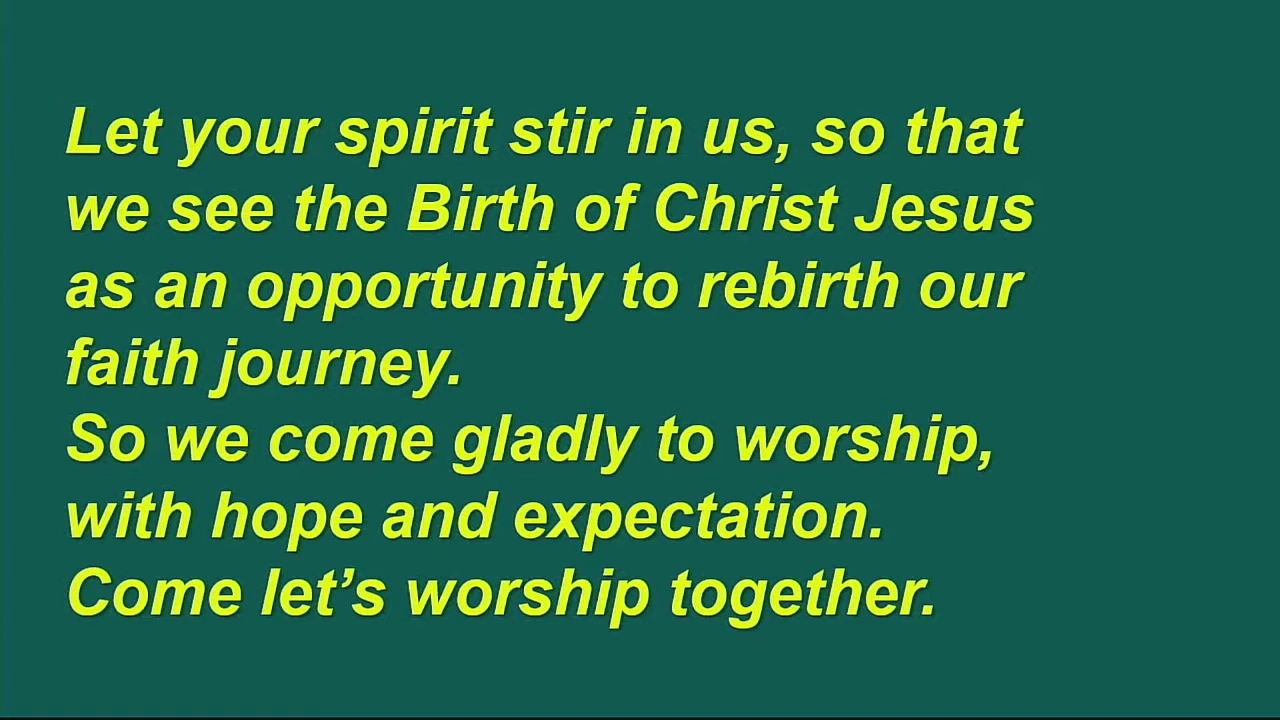 Let your spirit stir in us, so that
we see the Birth of Christ Jesus
as an opportunity to rebirth our
faith journey.
So we come gladly to worship,
with hope and expectation.
Come let’s worship together.